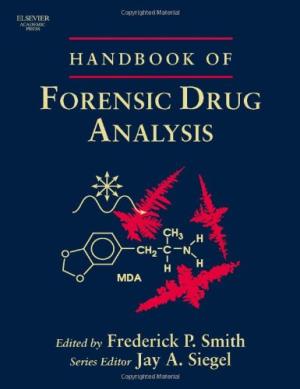 ELSEVIER
ACADEMIC
PRESS
HANDBOOK OF
FORENSIC DRUG
ANALYSIS
CH₃
H
CH₂-C-N
H
H
O
O
MDA
Edited by Frederick P. Smith
Series Editor Jay A. Siegel